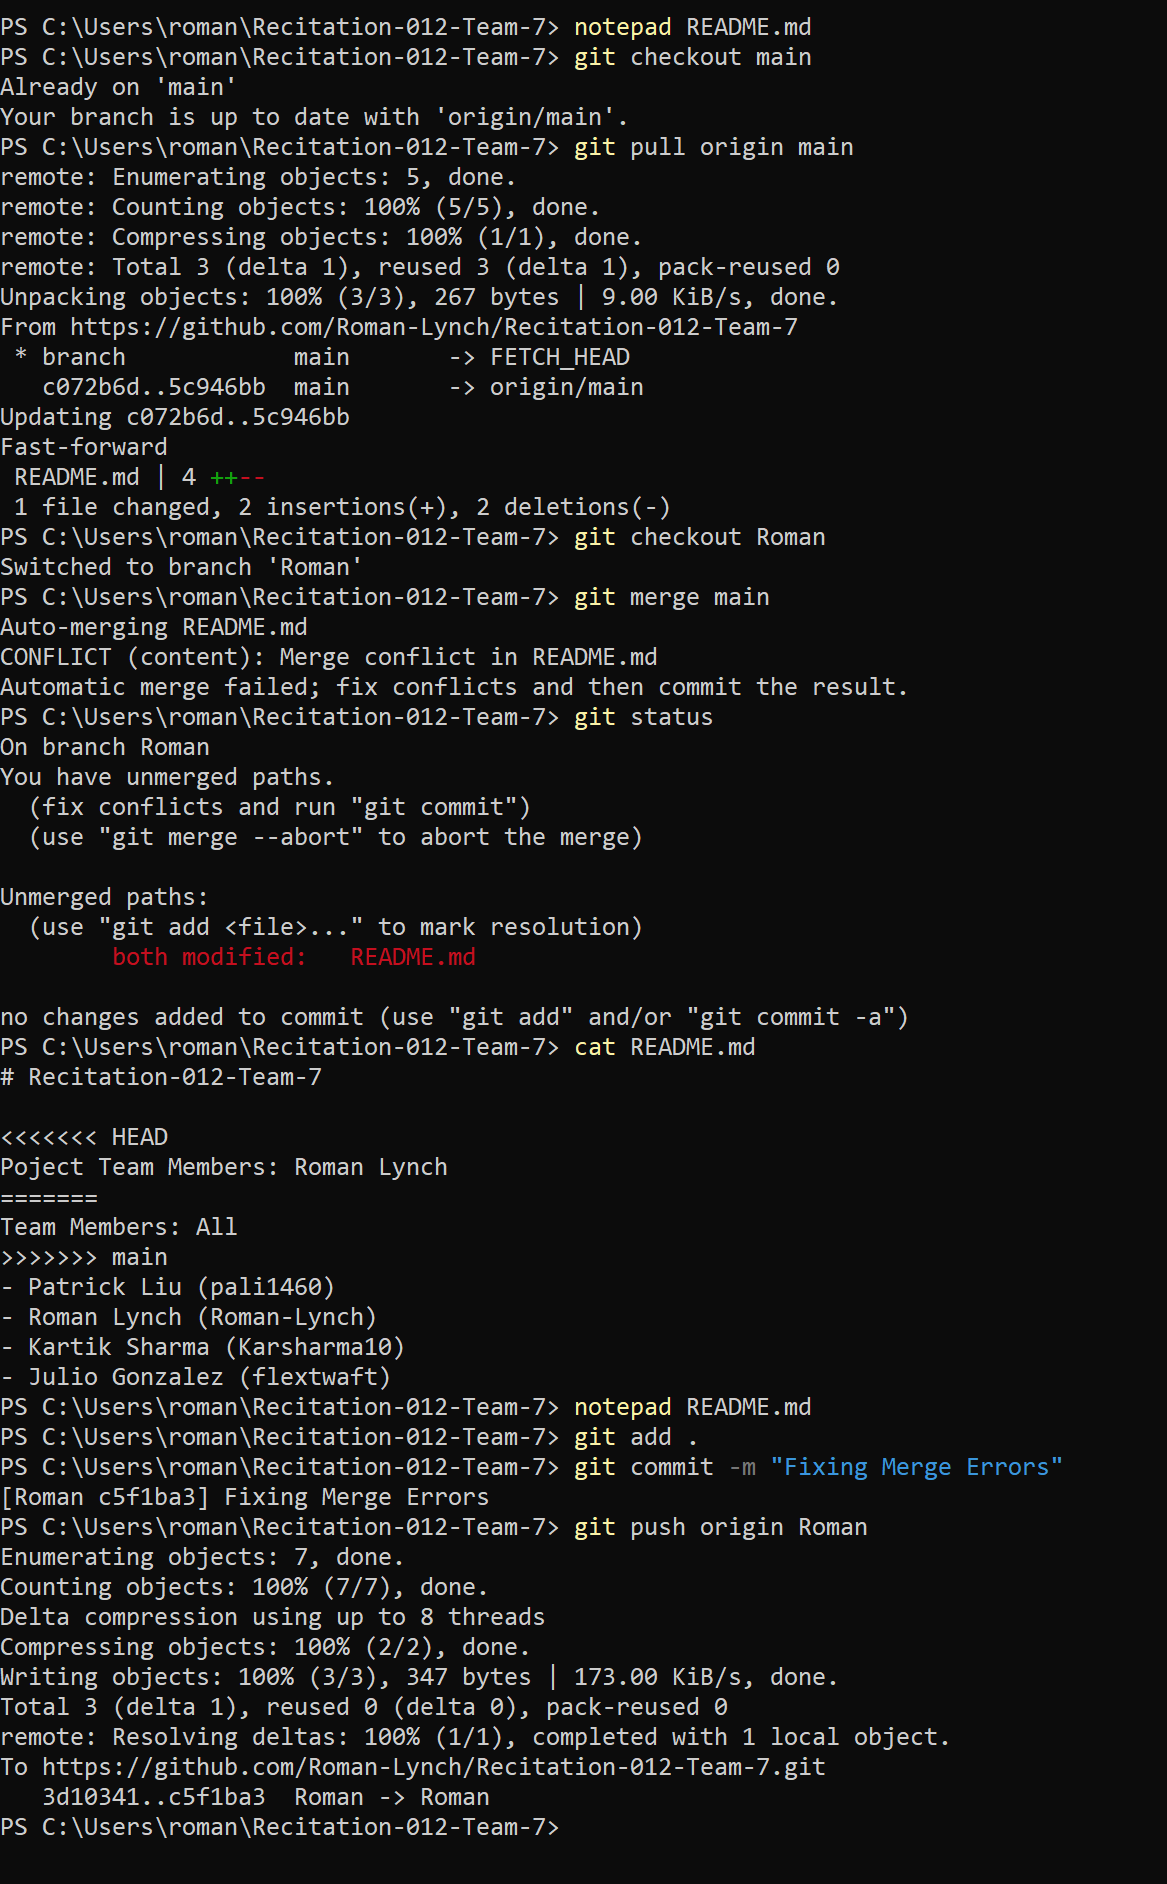 PS C:\Users\roman\Recitation-012-Team-7> notepad README.md
PS C:\Users\roman\Recitation-012-Team-7> git checkout main
Already on 'main'
Your branch is up to date with 'origin/main'.
PS C:\Users\roman\Recitation-012-Team-7> git pull origin main
remote: Enumerating objects: 5, done.
remote: Counting objects: 100% (5/5), done.
remote: Compressing objects: 100% (1/1), done.
remote: Total 3 (delta 1), reused 3 (delta 1), pack-reused 0
Unpacking objects: 100% (3/3), 267 bytes | 9.00 KiB/s, done.
From https://github.com/Roman-Lynch/Recitation-012-Team-7
 * branch            main       -> FETCH_HEAD
   c072b6d..5c946bb  main       -> origin/main
Updating c072b6d..5c946bb
Fast-forward
 README.md | 4 ++--
 1 file changed, 2 insertions(+), 2 deletions(-)
PS C:\Users\roman\Recitation-012-Team-7> git checkout Roman
Switched to branch 'Roman'
PS C:\Users\roman\Recitation-012-Team-7> git merge main
Auto-merging README.md
CONFLICT (content): Merge conflict in README.md
Automatic merge failed; fix conflicts and then commit the result.
PS C:\Users\roman\Recitation-012-Team-7> git status
On branch Roman
You have unmerged paths.
  (fix conflicts and run "git commit")
  (use "git merge --abort" to abort the merge)

Unmerged paths:
  (use "git add <file>..." to mark resolution)
        both modified:   README.md

no changes added to commit (use "git add" and/or "git commit -a")
PS C:\Users\roman\Recitation-012-Team-7> cat README.md
# Recitation-012-Team-7

<<<<<<< HEAD
Poject Team Members: Roman Lynch
=======
Team Members: All
>>>>>>> main
- Patrick Liu (pali1460)
- Roman Lynch (Roman-Lynch)
- Kartik Sharma (Karsharma10)
- Julio Gonzalez (flextwaft)
PS C:\Users\roman\Recitation-012-Team-7> notepad README.md
PS C:\Users\roman\Recitation-012-Team-7> git add .
PS C:\Users\roman\Recitation-012-Team-7> git commit -m "Fixing Merge Errors"
[Roman c5f1ba3] Fixing Merge Errors
PS C:\Users\roman\Recitation-012-Team-7> git push origin Roman
Enumerating objects: 7, done.
Counting objects: 100% (7/7), done.
Delta compression using up to 8 threads
Compressing objects: 100% (2/2), done.
Writing objects: 100% (3/3), 347 bytes | 173.00 KiB/s, done.
Total 3 (delta 1), reused 0 (delta 0), pack-reused 0
remote: Resolving deltas: 100% (1/1), completed with 1 local object.
To https://github.com/Roman-Lynch/Recitation-012-Team-7.git
   3d10341..c5f1ba3  Roman -> Roman
PS C:\Users\roman\Recitation-012-Team-7>